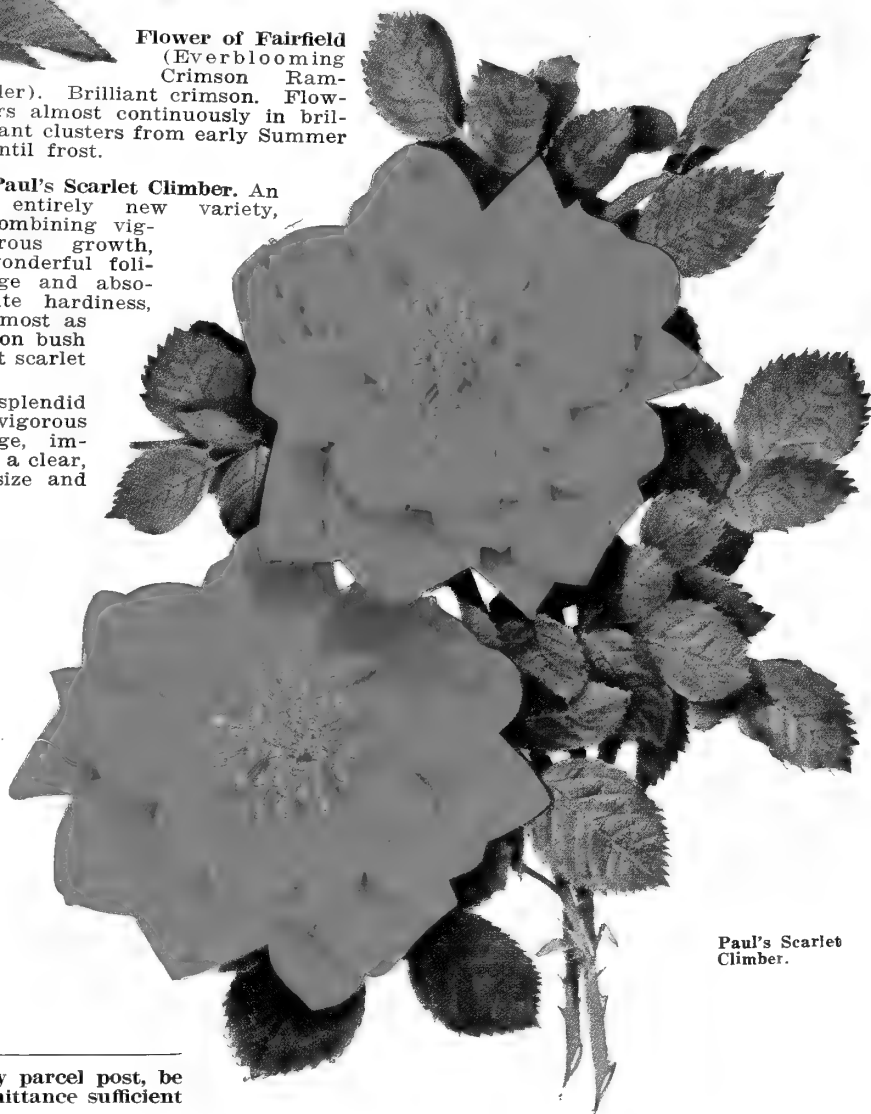 Flower of Fairfield
(Everblooming
Crimson Ram-
ler). Brilliant crimson. Flow-
rs almost continuously in bril-
ant clusters from early Summer
ntil frost.
Paul's Scarlet Climber. An
entirely new variety,
ombining vig-
rous growth,
onderful foli-
ge and abso-
te hardiness,
most as
on bush
t scarlet
splendid
vigorous
ge, im-
a clear,
size and
Paul's Scarlet
Climber.
y parcel post, be
ittance sufficient